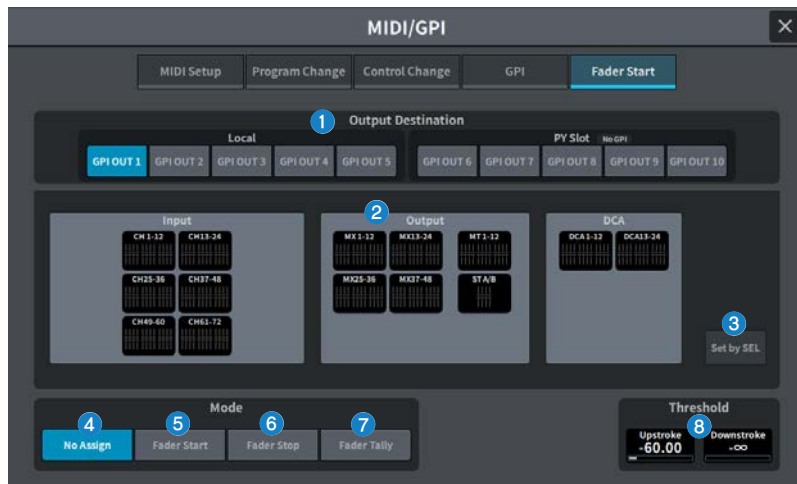 MIDI/GPI
MIDI Setup Program Change Control Change GPI Fader Start
1 Output Destination
Local PY Slot No GPI
GPI OUT 1 GPI OUT 2 GPI OUT 3 GPI OUT 4 GPI OUT 5 GPI OUT 6 GPI OUT 7 GPI OUT 8 GPI OUT 9 GPI OUT 10
Input 2 Output DCA
CH 1-12 CH13-24 MX 1-12 MX13-24 MT 1-12 DCA 1-12 DCA13-24
CH25-36 CH37-48 MX25-36 MX37-48 ST A/B
CH49-60 CH61-72
3
Set by SEL
Mode Threshold
4 5 6 7 8
No Assign Fader Start Fader Stop Fader Tally
Upstroke Downstroke
-60.00 -∞